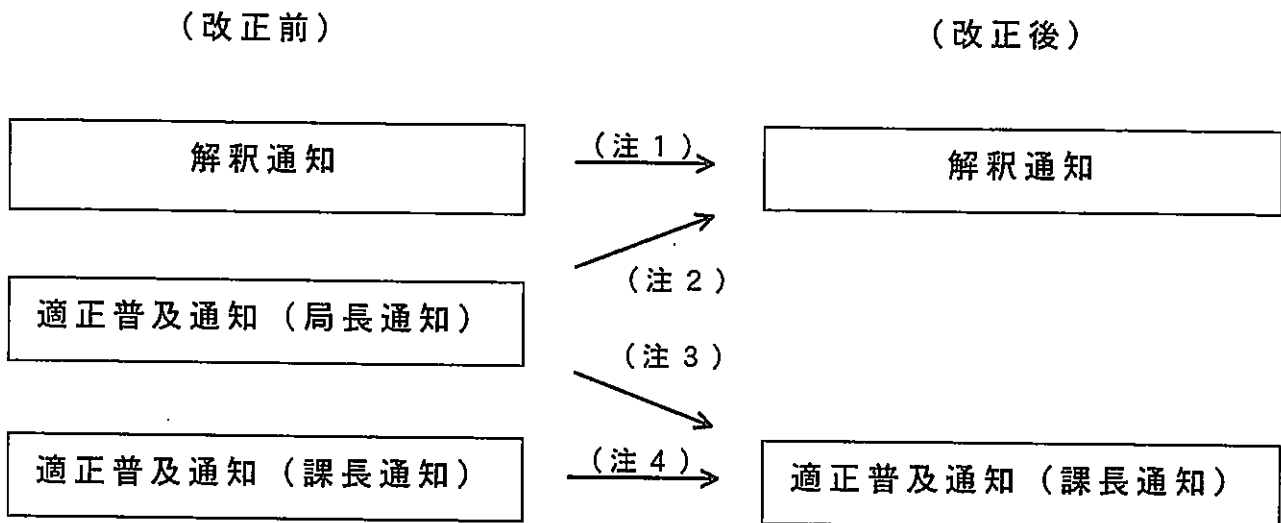 (改正前)
(改正後)
解釈通知
(注1)
解釈通知
(注2)
適正普及通知(局長通知)
(注3)
適正普及通知(課長通知)
(注4)
適正普及通知(課長通知)